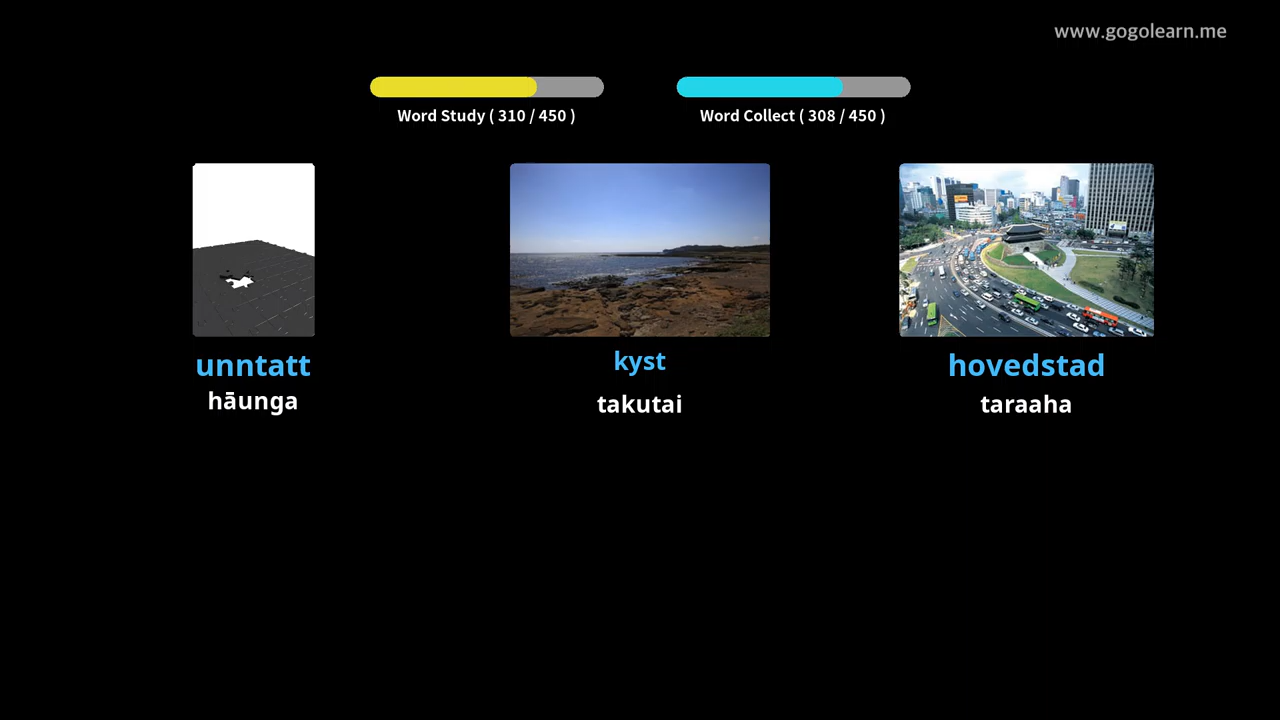 www.gogolearn.me
Word Study ( 310 / 450 )
Word Collect ( 308 / 450 )
unntatt
hāunga
kyst
takutai
hovedstad
taraaha